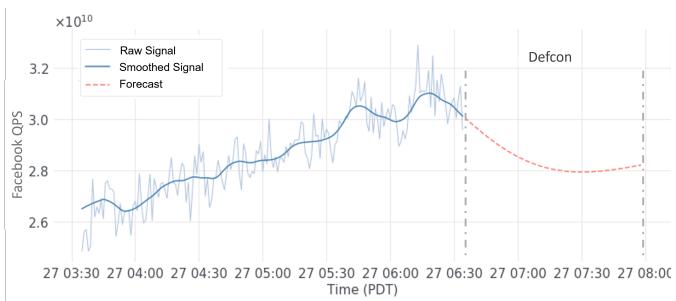 ×10¹⁰
Raw Signal
Smoothed Signal
Forecast
Defcon
3.2
3.0
2.8
2.6
Facebook QPS
27 03:30 27 04:00 27 04:30 27 05:00 27 05:30 27 06:00 27 06:30 27 07:00 27 07:30 27 08:00
Time (PDT)